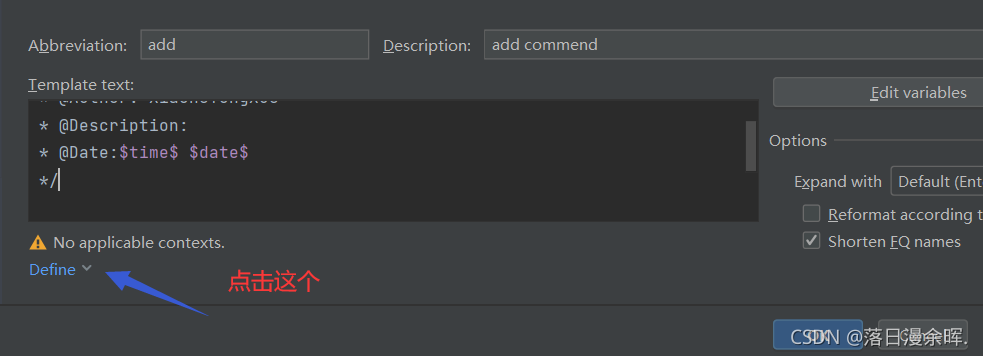 Abbreviation: add Description: add commend
Template text:
Edit variables
* @Description:
* @Date:$time$ $date$
*/
Options
Expand with Default (Ent
Reformat according t
Shorten FQ names
No applicable contexts.
Define
点击这个
CSDN @落日漫余晖.